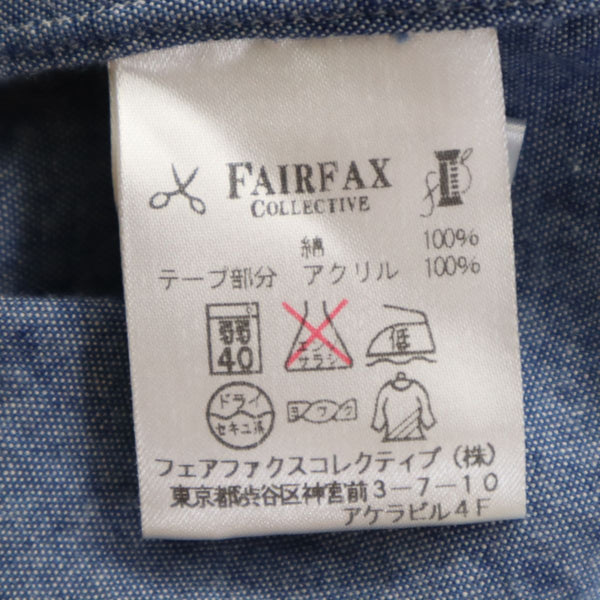 FAIRFAX
COLLECTIVE
綿 100%
テープ部分 アクリル 100%
弱
40
エンソ
サラシ
低
ドライ
セキユ系
ヨワク
フェアファクスコレクティブ(株)
東京都渋谷区神宮前3-7-10
アケラビル4F